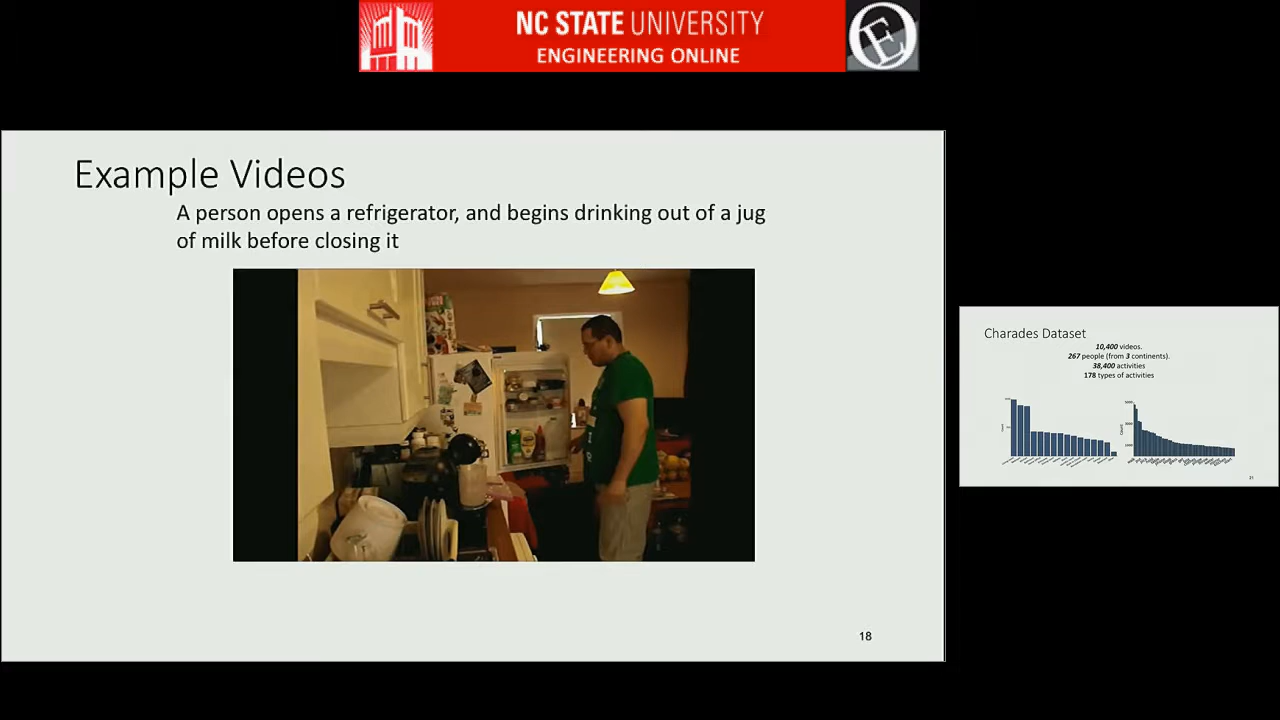 NC STATE UNIVERSITY
ENGINEERING ONLINE
Example Videos
A person opens a refrigerator, and begins drinking out of a jug
of milk before closing it
18
Charades Dataset
10,400 videos.
267 people (from 3 continents).
38,400 activities
178 types of activities